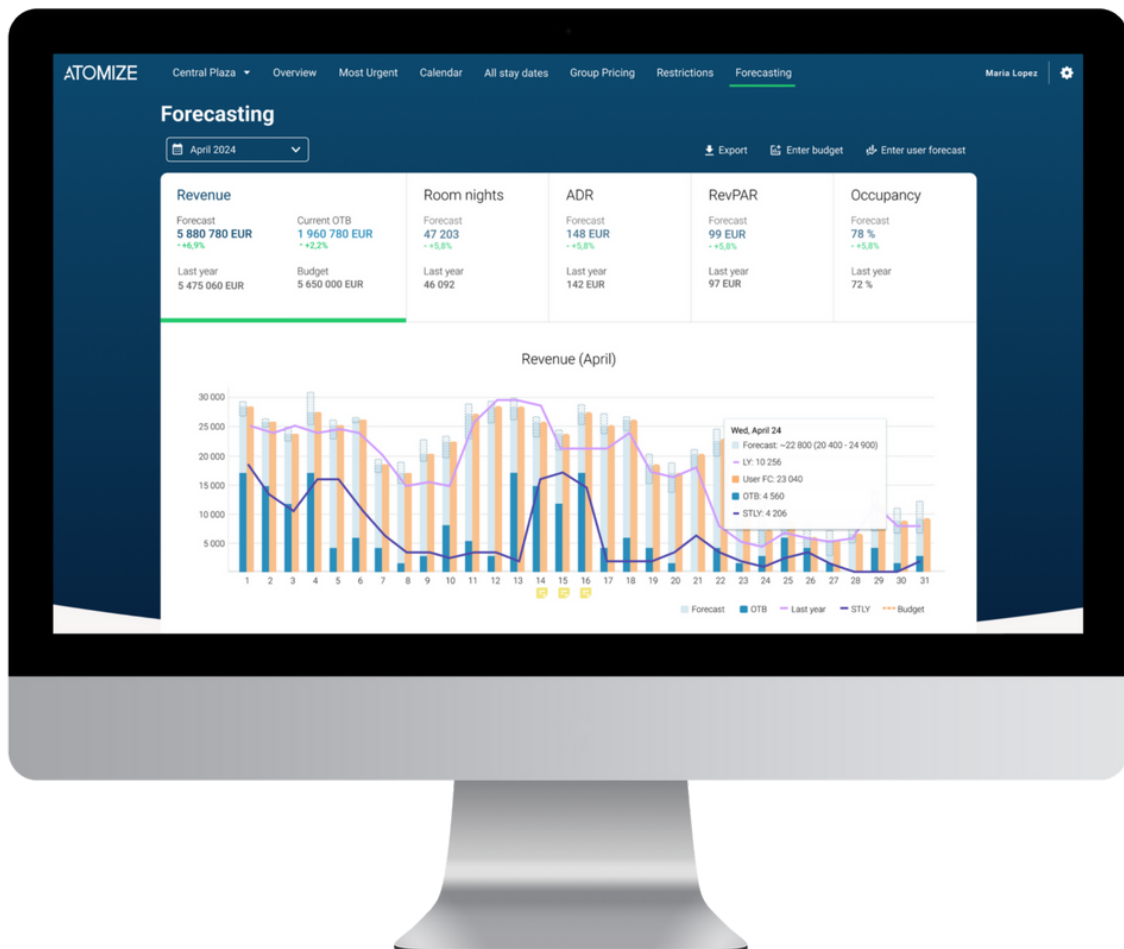 ATOMIZE
Central Plaza Overview Most Urgent Calendar All stay dates Group Pricing Restrictions Forecasting Maria Lopez
Forecasting
April 2024 Export Enter budget Enter user forecast
Revenue Room nights ADR RevPAR Occupancy
Forecast Current OTB Forecast Forecast Forecast Forecast
5 880 780 EUR 1 960 780 EUR 47 203 148 EUR 99 EUR 78 %
+6,9% +2,2% +5,8% +5,8% +5,8% +5,8%
Last year Budget Last year Last year Last year Last year
5 475 060 EUR 5 650 000 EUR 46 092 142 EUR 97 EUR 72 %
Revenue (April)
30 000
25 000
20 000
15 000
10 000
5 000
Wed, April 24
Forecast: ~22 800 (20 400 - 24 900)
LY: 10 256
User FC: 23 040
OTB: 4 560
STLY: 4 206
1 2 3 4 5 6 7 8 9 10 11 12 13 14 15 16 17 18 19 20 21 22 23 24 25 26 27 28 29 30 31
Forecast OTB Last year STLY Budget